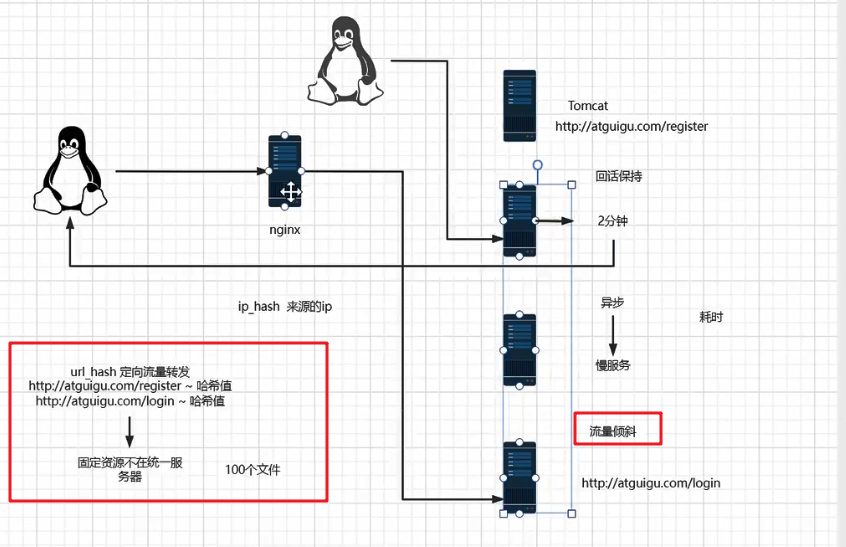 Tomcat
http://atguigu.com/register
回话保持
2分钟
nginx
ip_hash 来源的ip
异步
耗时
慢服务
url_hash 定向流量转发
http://atguigu.com/register ~ 哈希值
http://atguigu.com/login ~ 哈希值
固定资源不在统一服
务器
100个文件
流量倾斜
http://atguigu.com/login